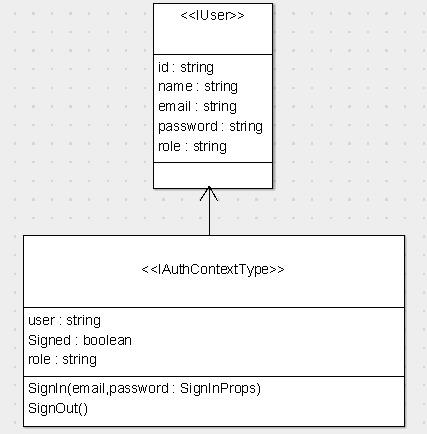 <<IUser>>
id : string
name : string
email : string
password : string
role : string
<<IAuthContextType>>
user : string
Signed : boolean
role : string
SignIn(email,password : SignInProps)
SignOut()